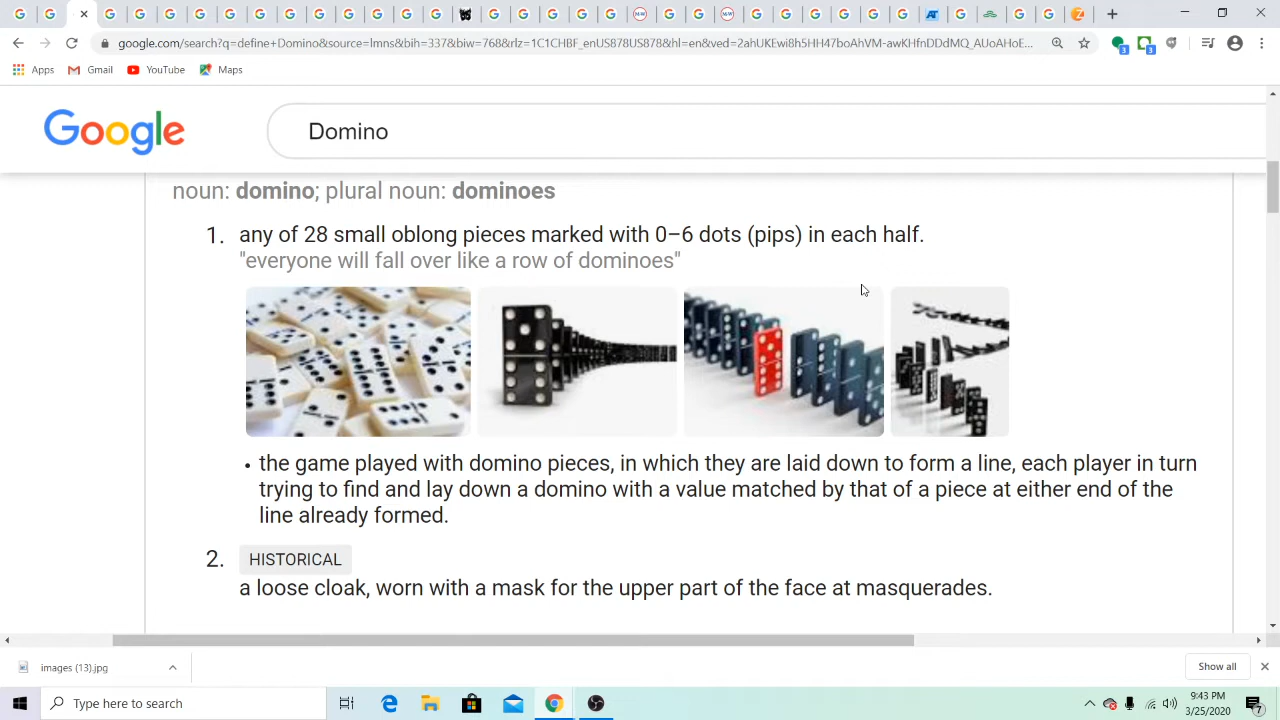 google.com/search?q=define+Domino&source=lmns&bih=337&biw=768&rlz=1C1CHBF_enUS878US878&hl=en&ved=2ahUKEwi8h5HH47boAhVM-awKHfnDDdMQ_AUoAHoE...
3
3
Apps
Gmail
YouTube
Maps
Google
Domino
noun: domino; plural noun: dominoes
1. any of 28 small oblong pieces marked with 0–6 dots (pips) in each half.
"everyone will fall over like a row of dominoes"
• the game played with domino pieces, in which they are laid down to form a line, each player in turn
trying to find and lay down a domino with a value matched by that of a piece at either end of the
line already formed.
2. HISTORICAL
a loose cloak, worn with a mask for the upper part of the face at masquerades.
images (13).jpg
Show all
Type here to search
9:43 PM
3/25/2020
7